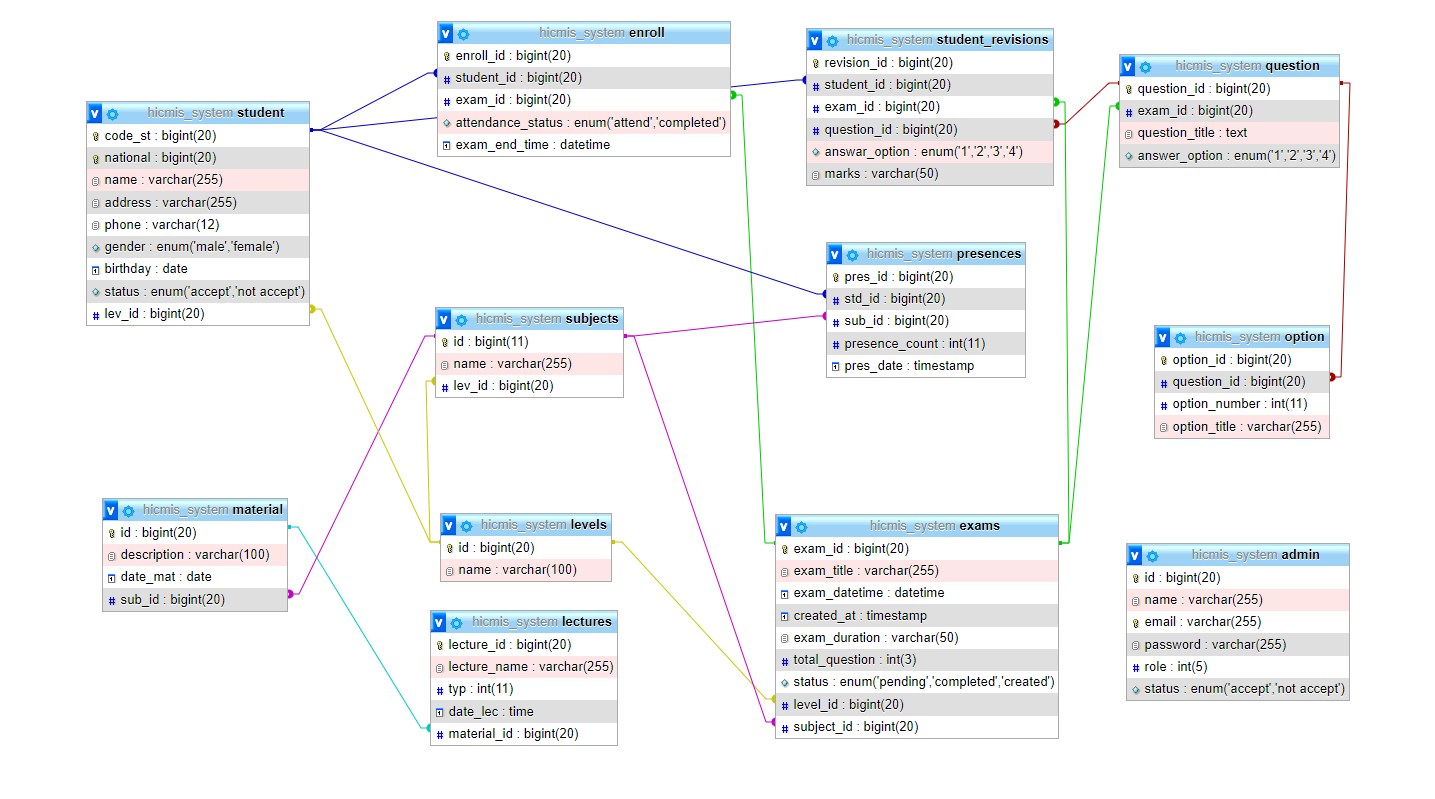 hicmis_system enroll
enroll_id : bigint(20)
student_id : bigint(20)
exam_id : bigint(20)
attendance_status : enum('attend','completed')
exam_end_time : datetime
hicmis_system student_revisions
revision_id : bigint(20)
student_id : bigint(20)
exam_id : bigint(20)
question_id : bigint(20)
answar_option : enum('1','2','3','4')
marks : varchar(50)
hicmis_system question
question_id : bigint(20)
exam_id : bigint(20)
question_title : text
answer_option : enum('1','2','3','4')
hicmis_system student
code_st : bigint(20)
national : bigint(20)
name : varchar(255)
address : varchar(255)
phone : varchar(12)
gender : enum('male','female')
birthday : date
status : enum('accept','not accept')
lev_id : bigint(20)
hicmis_system presences
pres_id : bigint(20)
std_id : bigint(20)
sub_id : bigint(20)
presence_count : int(11)
pres_date : timestamp
hicmis_system subjects
id : bigint(11)
name : varchar(255)
lev_id : bigint(20)
hicmis_system option
option_id : bigint(20)
question_id : bigint(20)
option_number : int(11)
option_title : varchar(255)
hicmis_system material
id : bigint(20)
description : varchar(100)
date_mat : date
sub_id : bigint(20)
hicmis_system levels
id : bigint(20)
name : varchar(100)
hicmis_system lectures
lecture_id : bigint(20)
lecture_name : varchar(255)
typ : int(11)
date_lec : time
material_id : bigint(20)
hicmis_system exams
exam_id : bigint(20)
exam_title : varchar(255)
exam_datetime : datetime
created_at : timestamp
exam_duration : varchar(50)
total_question : int(3)
status : enum('pending','completed','created')
level_id : bigint(20)
subject_id : bigint(20)
hicmis_system admin
id : bigint(20)
name : varchar(255)
email : varchar(255)
password : varchar(255)
role : int(5)
status : enum('accept','not accept')